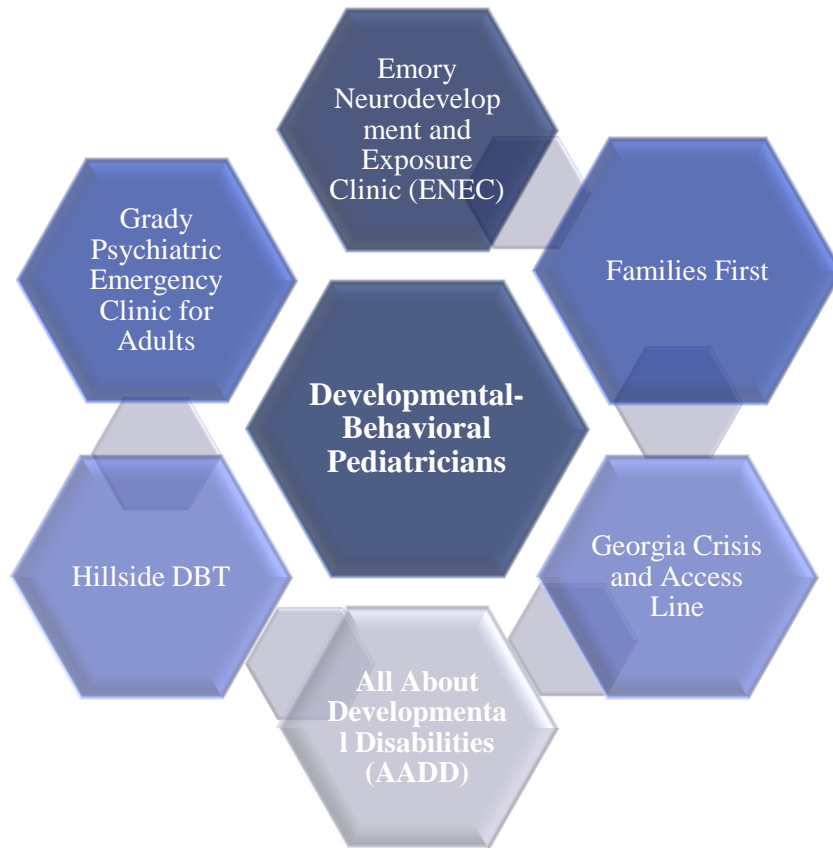 Emory
Neurodevelop
ment and
Exposure
Clinic (ENEC)
Grady
Psychiatric
Emergency
Clinic for
Adults
Families First
Developmental-
Behavioral
Pediatricians
Hillside DBT
Georgia Crisis
and Access
Line
All About
Developmenta
l Disabilities
(AADD)